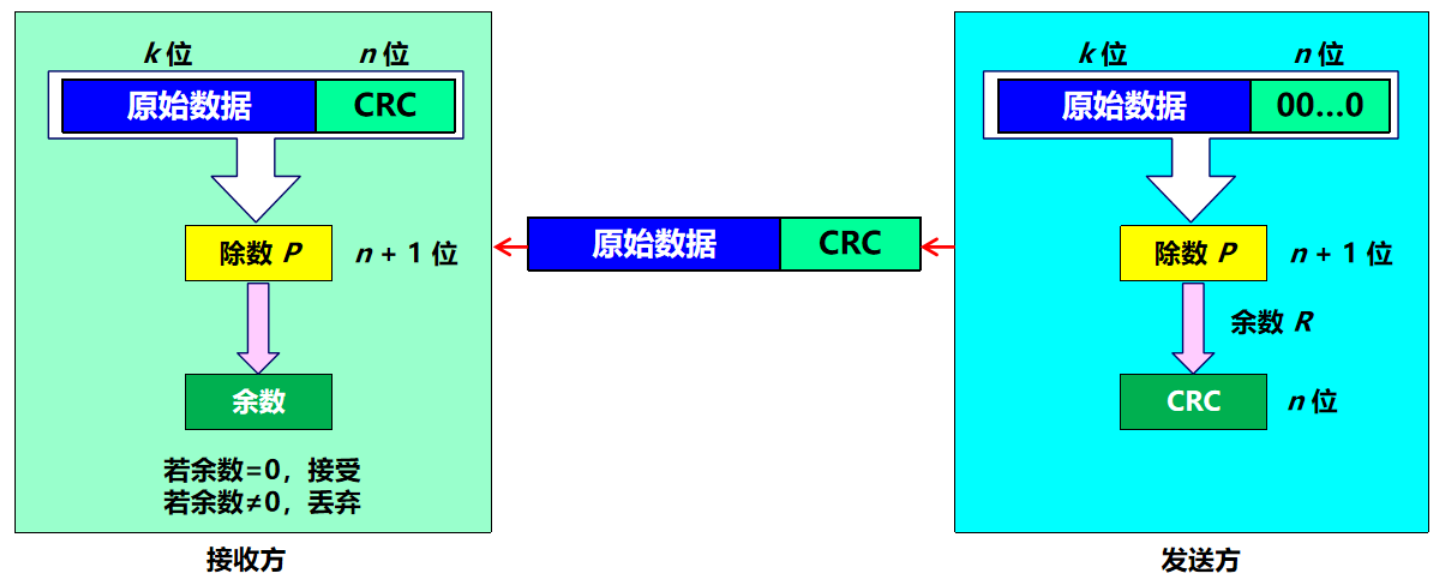 k 位 n 位
原始数据 CRC
除数 P n + 1 位
余数
若余数=0，接受
若余数≠0，丢弃
接收方
原始数据 CRC
k 位 n 位
原始数据 00...0
除数 P n + 1 位
余数 R
CRC n 位
发送方